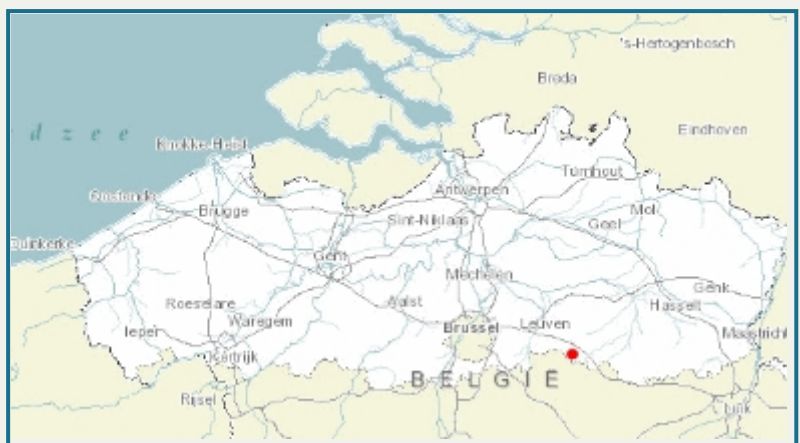 's-Hertogenbosch
Breda
d z e e
Eindhoven
Knokke-Heist
Turnhout
Antwerpen
Oostende
Mol
Brugge
Sint-Niklaas
Geel
Duinkerke
Gent
Mechelen
Genk
Roeselare
Aalst
Hasselt
Waregem
Ieper
Brussel
Leuven
Maastricht
Kortrijk
BELGIË
Rijsel
Luik